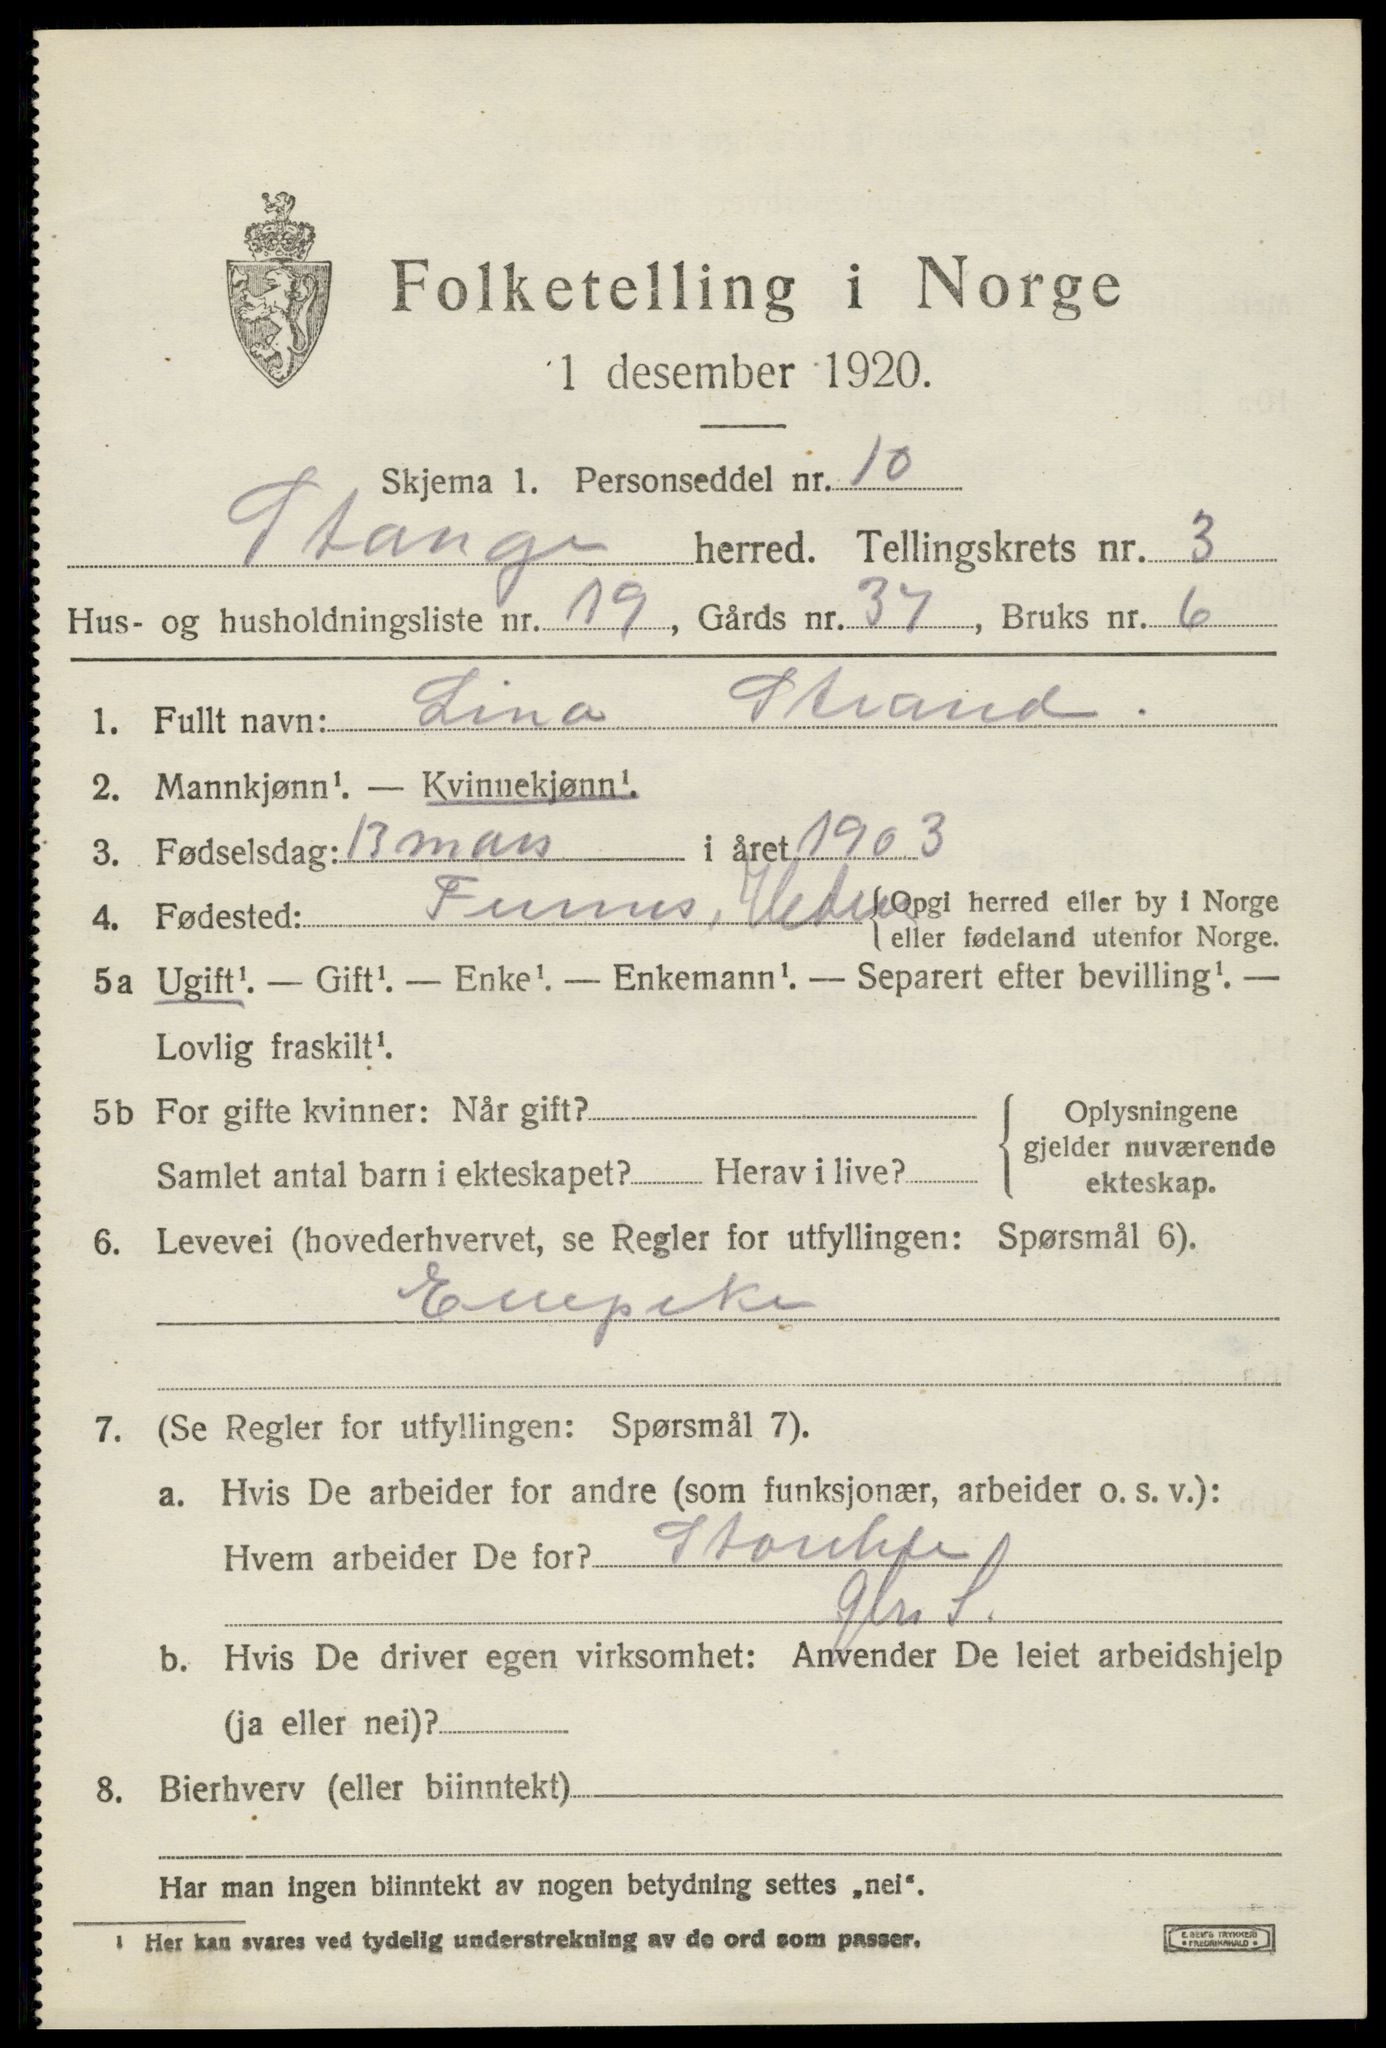 Folketelling i Norge
1 desember 1920.
Skjema 1. Personseddel nr. 10
Stange herred. Tellingskrets nr. 3
Hus- og husholdningsliste nr. 19, Gårds nr. 37, Bruks nr. 6
1. Fullt navn: Lina Strand.
2. Mannkjønn¹. — Kvinnekjønn¹.
3. Fødselsdag: 13 mars i året 1903
4. Fødested: Furnes, {Opgi herred eller by i Norge
eller fødeland utenfor Norge.
5a Ugift¹. — Gift¹. — Enke¹. — Enkemann¹. — Separert efter bevilling¹. —
Lovlig fraskilt¹.
5b For gifte kvinner: Når gift? { Oplysningene
gjelder nuværende
Samlet antal barn i ekteskapet? Herav i live? ekteskap.
6. Levevei (hovederhvervet, se Regler for utfyllingen: Spørsmål 6).
7. (Se Regler for utfyllingen: Spørsmål 7).
a. Hvis De arbeider for andre (som funksjonær, arbeider o. s. v.):
Hvem arbeider De for?
b. Hvis De driver egen virksomhet: Anvender De leiet arbeidshjelp
(ja eller nei)?
8. Bierhverv (eller biinntekt)
Har man ingen biinntekt av nogen betydning settes „nei“.
¹ Her kan svares ved tydelig understrekning av de ord som passer.
E. SEM'S TRYKKERI
• FREDRIKSHALD •